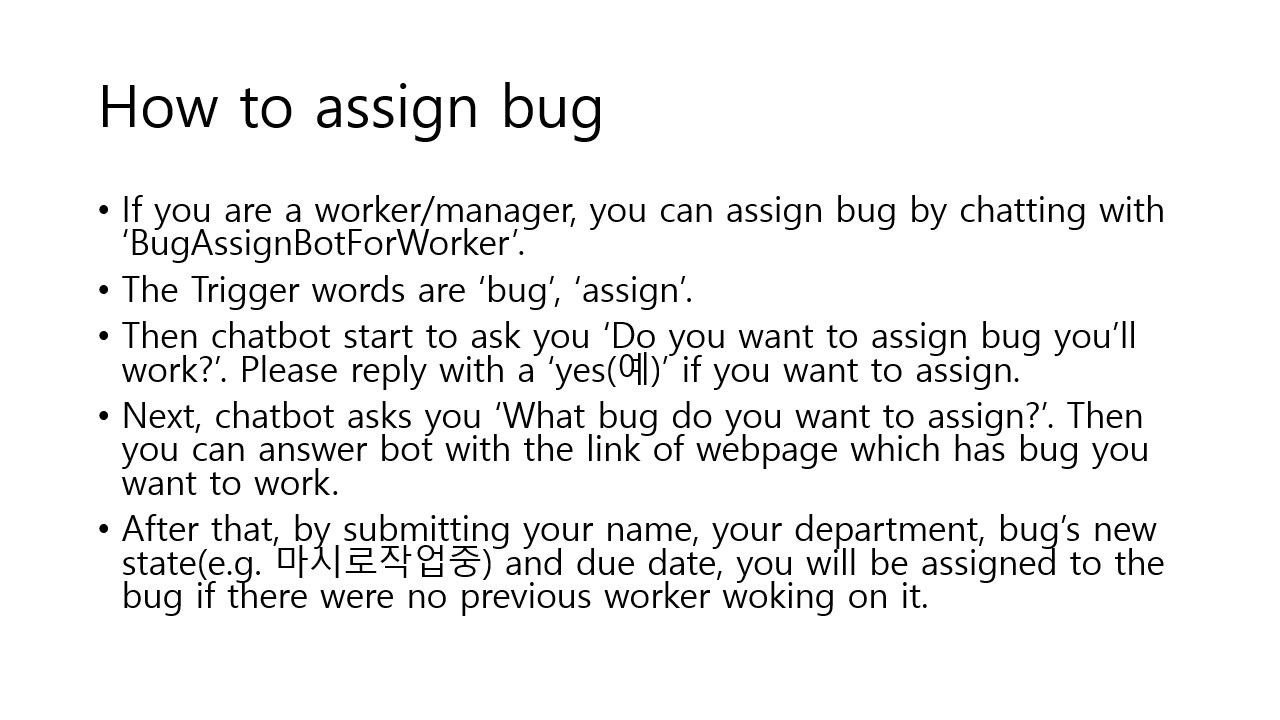 How to assign bug
• If you are a worker/manager, you can assign bug by chatting with
‘BugAssignBotForWorker’.
• The Trigger words are ‘bug’, ‘assign’.
• Then chatbot start to ask you ‘Do you want to assign bug you’ll
work?’. Please reply with a ‘yes(예)’ if you want to assign.
• Next, chatbot asks you ‘What bug do you want to assign?’. Then
you can answer bot with the link of webpage which has bug you
want to work.
• After that, by submitting your name, your department, bug’s new
state(e.g. 마시로작업중) and due date, you will be assigned to the
bug if there were no previous worker woking on it.